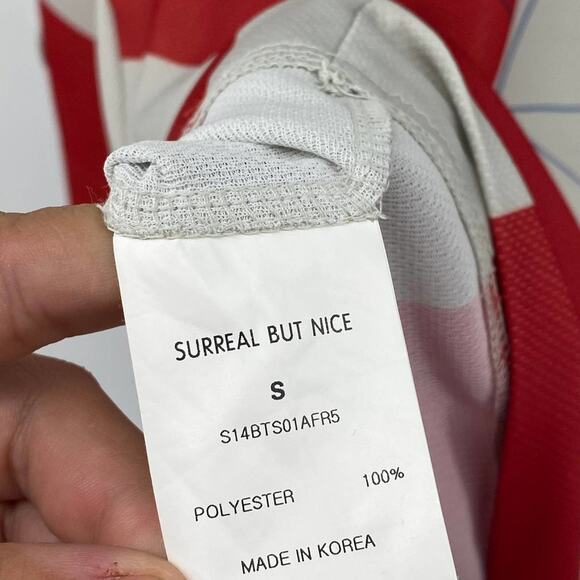 SURREAL BUT NICE
S
S14BTS01AFR5
POLYESTER 100%
MADE IN KOREA